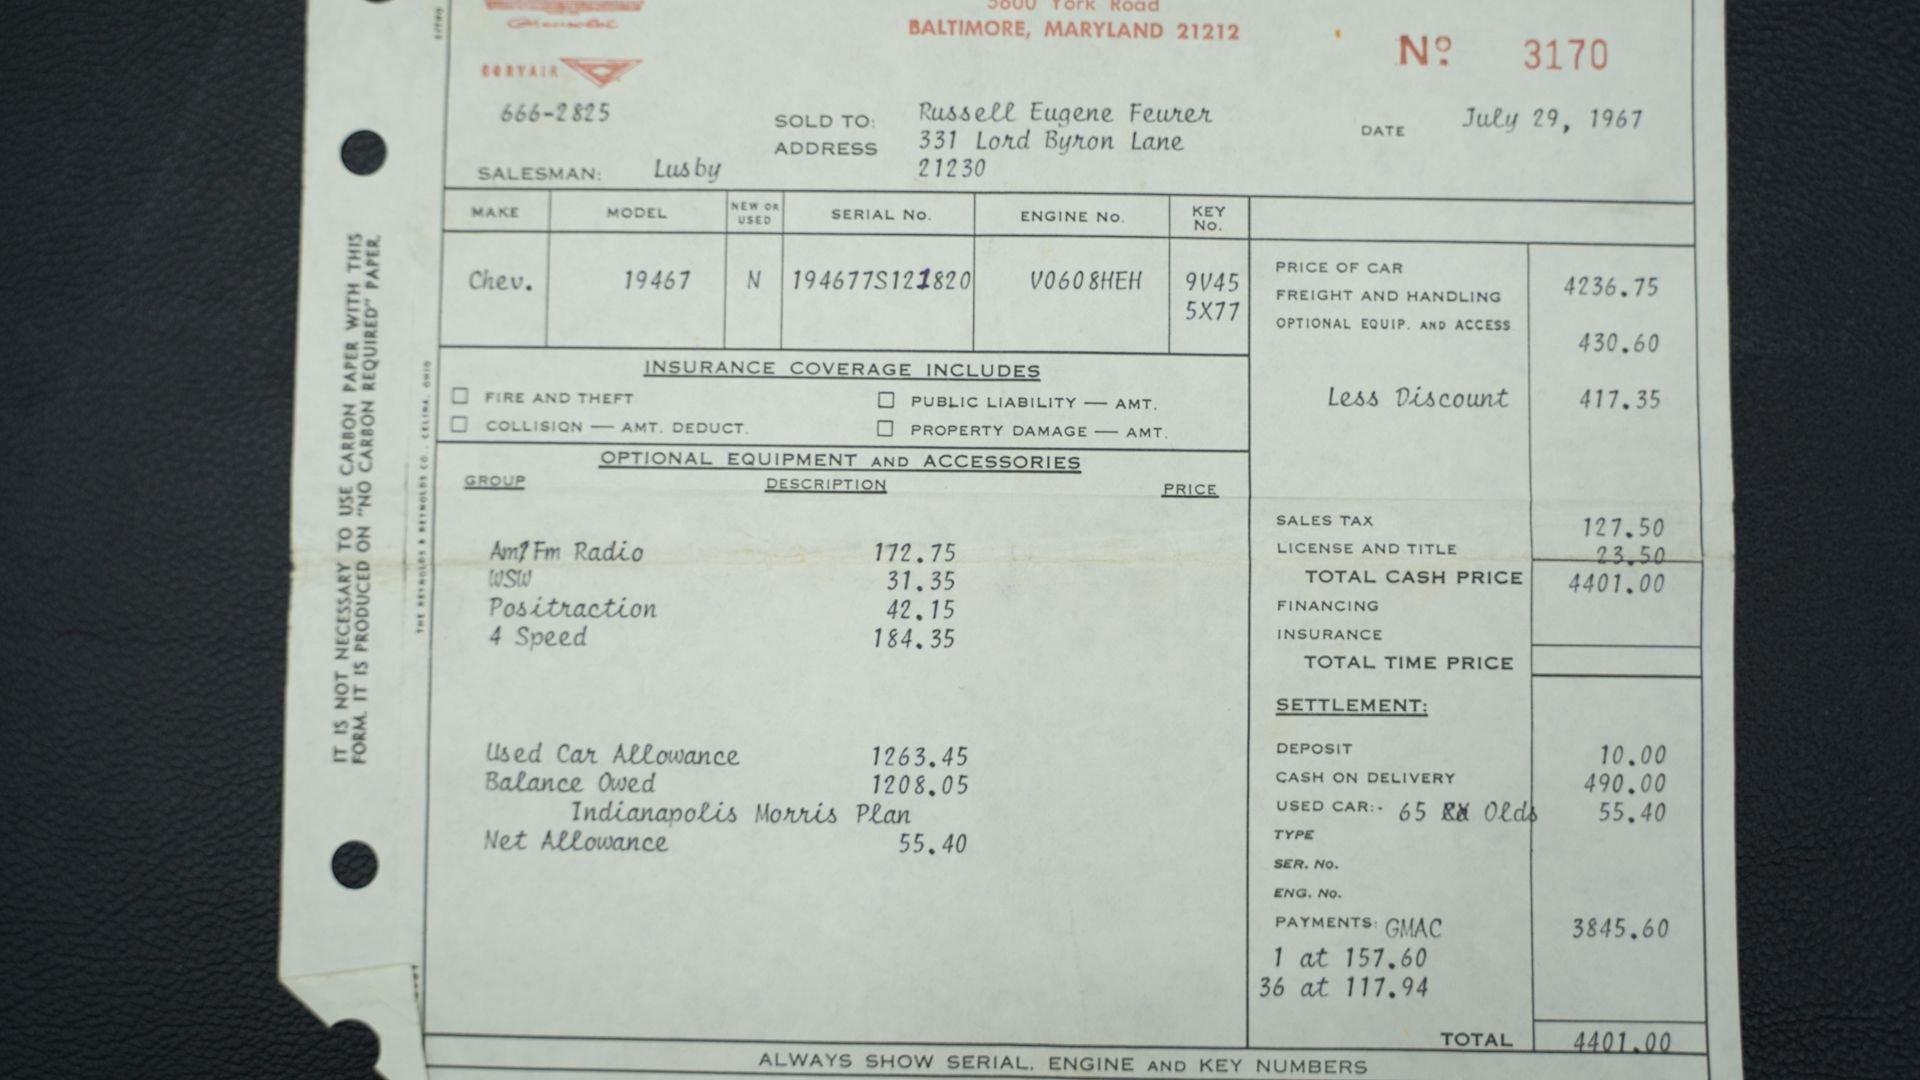 Chevrolet
5600 York Road
BALTIMORE, MARYLAND 21212
Nº 3170
CORVAIR
666-2825
SOLD TO: Russell Eugene Feurer
DATE July 29, 1967
ADDRESS 331 Lord Byron Lane
21230
SALESMAN: Lusby
MAKE MODEL NEW OR USED SERIAL No. ENGINE No. KEY No.
Chev. 19467 N 194677S121820 V0608HEH 9V45
5X77
PRICE OF CAR 4236.75
FREIGHT AND HANDLING
OPTIONAL EQUIP. AND ACCESS 430.60
Less Discount 417.35
INSURANCE COVERAGE INCLUDES
☐ FIRE AND THEFT ☐ PUBLIC LIABILITY — AMT.
☐ COLLISION — AMT. DEDUCT. ☐ PROPERTY DAMAGE — AMT.
OPTIONAL EQUIPMENT AND ACCESSORIES
GROUP DESCRIPTION PRICE
Am/Fm Radio 172.75
WSW 31.35
Positraction 42.15
4 Speed 184.35
Used Car Allowance 1263.45
Balance Owed 1208.05
Indianapolis Morris Plan
Net Allowance 55.40
SALES TAX 127.50
LICENSE AND TITLE 23.50
TOTAL CASH PRICE 4401.00
FINANCING
INSURANCE
TOTAL TIME PRICE
SETTLEMENT:
DEPOSIT 10.00
CASH ON DELIVERY 490.00
USED CAR:- 65 Olds 55.40
TYPE
SER. No.
ENG. No.
PAYMENTS: GMAC 3845.60
1 at 157.60
36 at 117.94
TOTAL 4401.00
ALWAYS SHOW SERIAL, ENGINE AND KEY NUMBERS
IT IS NOT NECESSARY TO USE CARBON PAPER WITH THIS
FORM. IT IS PRODUCED ON "NO CARBON REQUIRED" PAPER.
THE REYNOLDS & REYNOLDS CO., CELINA, OHIO